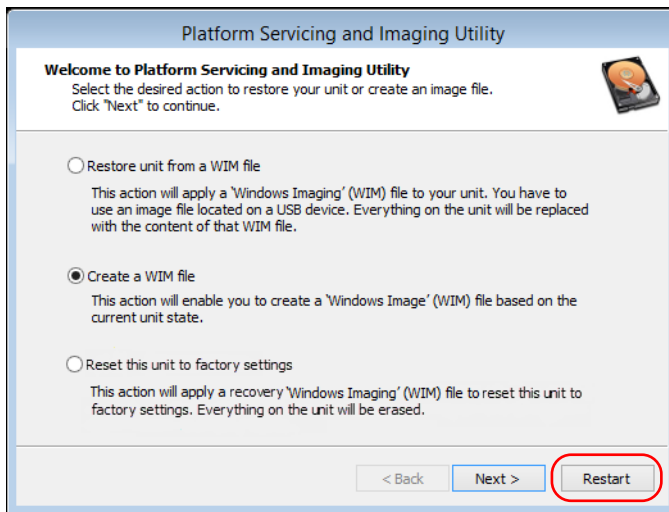 Platform Servicing and Imaging Utility
Welcome to Platform Servicing and Imaging Utility
Select the desired action to restore your unit or create an image file.
Click "Next" to continue.
Restore unit from a WIM file
This action will apply a 'Windows Imaging' (WIM) file to your unit. You have to
use an image file located on a USB device. Everything on the unit will be replaced
with the content of that WIM file.
Create a WIM file
This action will enable you to create a 'Windows Image' (WIM) file based on the
current unit state.
Reset this unit to factory settings
This action will apply a recovery 'Windows Imaging' (WIM) file to reset this unit to
factory settings. Everything on the unit will be erased.
< Back Next > Restart